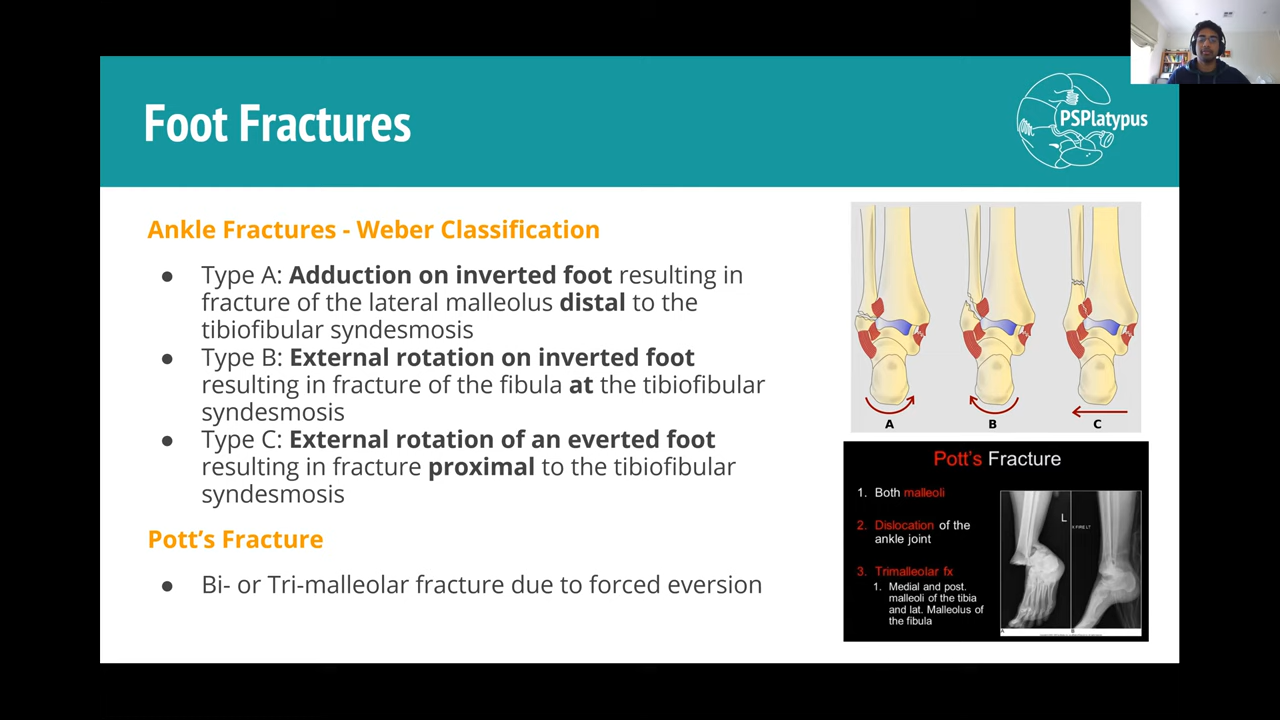 Foot Fractures
PSPlatypus
Ankle Fractures - Weber Classification
● Type A: Adduction on inverted foot resulting in
fracture of the lateral malleolus distal to the
tibiofibular syndesmosis
● Type B: External rotation on inverted foot
resulting in fracture of the fibula at the tibiofibular
syndesmosis
● Type C: External rotation of an everted foot
resulting in fracture proximal to the tibiofibular
syndesmosis
Pott's Fracture
● Bi- or Tri-malleolar fracture due to forced eversion
A B C
Pott's Fracture
1. Both malleoli
2. Dislocation of the
ankle joint
3. Trimalleolar fx
1. Medial and post.
malleoli of the tibia
and lat. Malleolus of
the fibula
L
A B